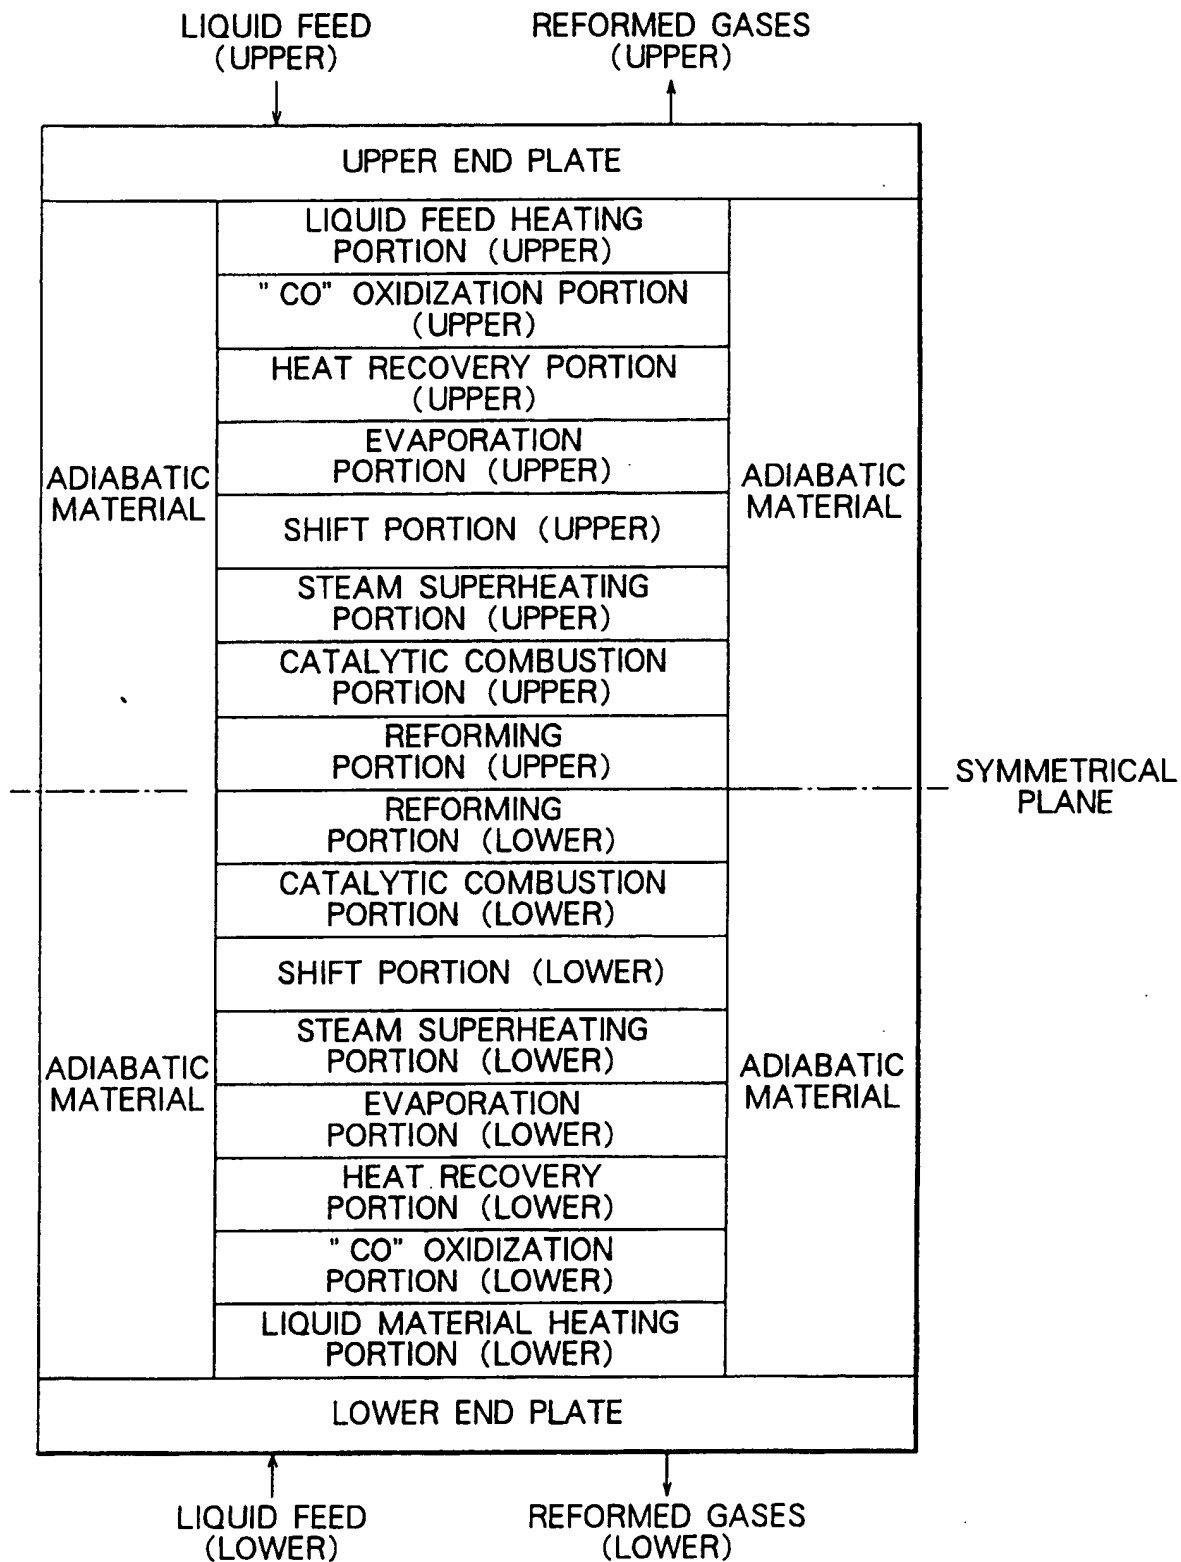 LIQUID FEED
(UPPER)
REFORMED GASES
(UPPER)
UPPER END PLATE
LIQUID FEED HEATING
PORTION (UPPER)
"CO" OXIDIZATION PORTION
(UPPER)
HEAT RECOVERY PORTION
(UPPER)
EVAPORATION
PORTION (UPPER)
ADIABATIC
MATERIAL
ADIABATIC
MATERIAL
SHIFT PORTION (UPPER)
STEAM SUPERHEATING
PORTION (UPPER)
CATALYTIC COMBUSTION
PORTION (UPPER)
REFORMING
PORTION (UPPER)
SYMMETRICAL
PLANE
REFORMING
PORTION (LOWER)
CATALYTIC COMBUSTION
PORTION (LOWER)
SHIFT PORTION (LOWER)
STEAM SUPERHEATING
PORTION (LOWER)
ADIABATIC
MATERIAL
ADIABATIC
MATERIAL
EVAPORATION
PORTION (LOWER)
HEAT RECOVERY
PORTION (LOWER)
"CO" OXIDIZATION
PORTION (LOWER)
LIQUID MATERIAL HEATING
PORTION (LOWER)
LOWER END PLATE
LIQUID FEED
(LOWER)
REFORMED GASES
(LOWER)